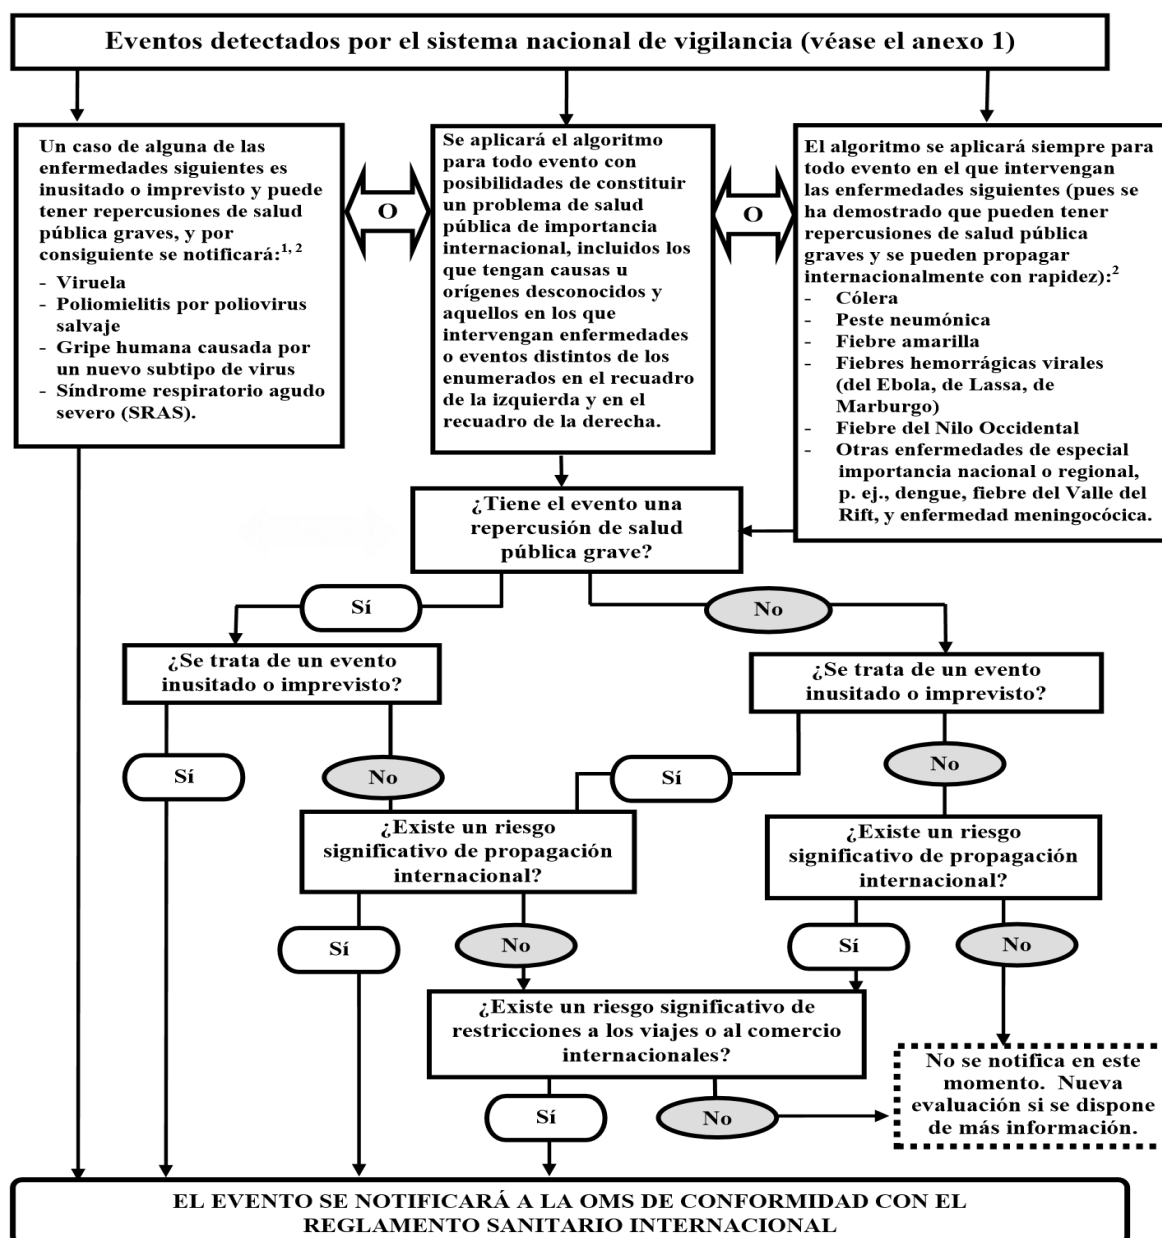 Eventos detectados por el sistema nacional de vigilancia (véase el anexo 1)
Un caso de alguna de las
enfermedades siguientes es
inusitado o imprevisto y puede
tener repercusiones de salud
pública graves, y por
consiguiente se notificará:1, 2
- Viruela
- Poliomielitis por poliovirus
salvaje
- Gripe humana causada por
un nuevo subtipo de virus
- Síndrome respiratorio agudo
severo (SRAS).
O
Se aplicará el algoritmo
para todo evento con
posibilidades de constituir
un problema de salud
pública de importancia
internacional, incluidos los
que tengan causas u
orígenes desconocidos y
aquellos en los que
intervengan enfermedades
o eventos distintos de los
enumerados en el recuadro
de la izquierda y en el
recuadro de la derecha.
O
El algoritmo se aplicará siempre para
todo evento en el que intervengan
las enfermedades siguientes (pues se
ha demostrado que pueden tener
repercusiones de salud pública
graves y se pueden propagar
internacionalmente con rapidez):2
- Cólera
- Peste neumónica
- Fiebre amarilla
- Fiebres hemorrágicas virales
(del Ebola, de Lassa, de
Marburgo)
- Fiebre del Nilo Occidental
- Otras enfermedades de especial
importancia nacional o regional,
p. ej., dengue, fiebre del Valle del
Rift, y enfermedad meningocócica.
¿Tiene el evento una
repercusión de salud
pública grave?
Sí
No
¿Se trata de un evento
inusitado o imprevisto?
¿Se trata de un evento
inusitado o imprevisto?
Sí
No
Sí
No
¿Existe un riesgo
significativo de propagación
internacional?
¿Existe un riesgo
significativo de propagación
internacional?
Sí
No
Sí
No
¿Existe un riesgo significativo de
restricciones a los viajes o al comercio
internacionales?
Sí
No
No se notifica en este
momento. Nueva
evaluación si se dispone
de más información.
EL EVENTO SE NOTIFICARÁ A LA OMS DE CONFORMIDAD CON EL
REGLAMENTO SANITARIO INTERNACIONAL